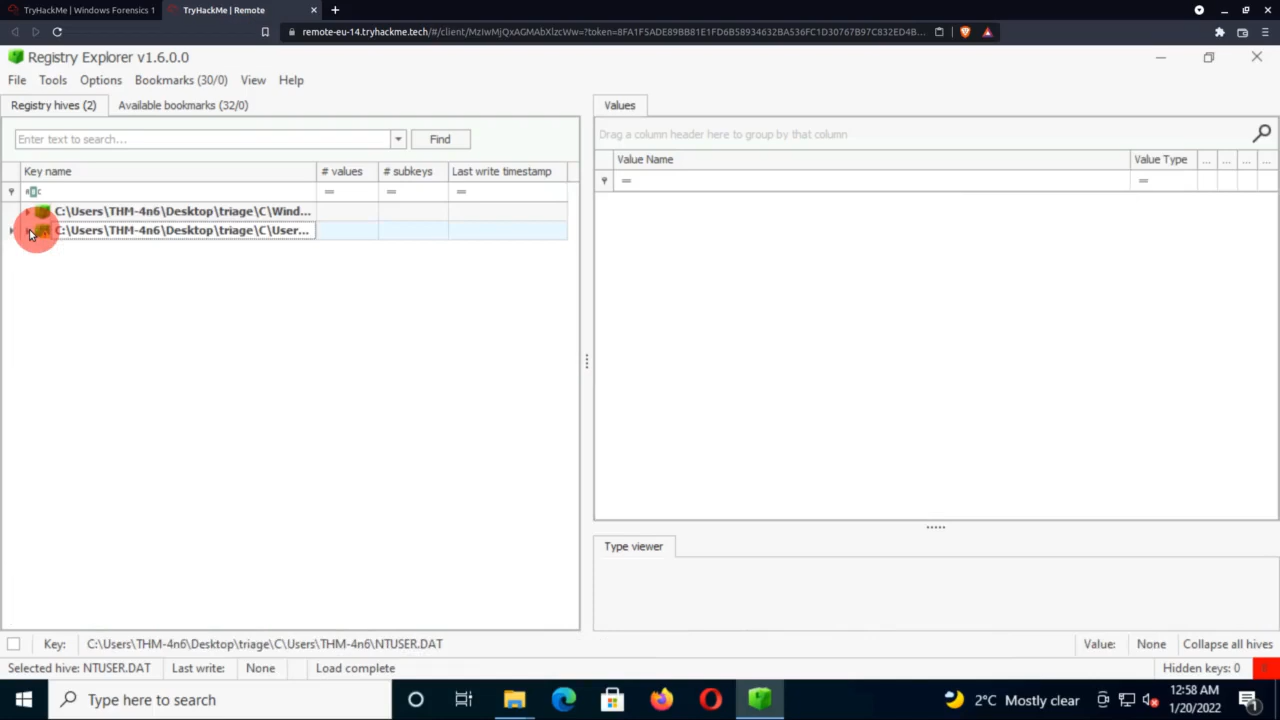 TryHackMe | Windows Forensics 1
TryHackMe | Remote
remote-eu-14.tryhackme.tech/#/client/MzIwMjQxAGMAbXlzcWw=?token=8FA1F5ADE89BB81E1FD6B58934632BA536FC1D30767B97C832ED4B...
Registry Explorer v1.6.0.0
File Tools Options Bookmarks (30/0) View Help
Registry hives (2) Available bookmarks (32/0)
Enter text to search... Find
Key name # values # subkeys Last write timestamp
C:\Users\THM-4n6\Desktop\triage\C\Wind...
C:\Users\THM-4n6\Desktop\triage\C\User...
Values
Drag a column header here to group by that column
Value Name Value Type ... ... ... ...
Type viewer
Key: C:\Users\THM-4n6\Desktop\triage\C\Users\THM-4n6\NTUSER.DAT Value: None Collapse all hives
Selected hive: NTUSER.DAT Last write: None Load complete Hidden keys: 0
Type here to search 2°C Mostly clear 12:58 AM
1/20/2022 1